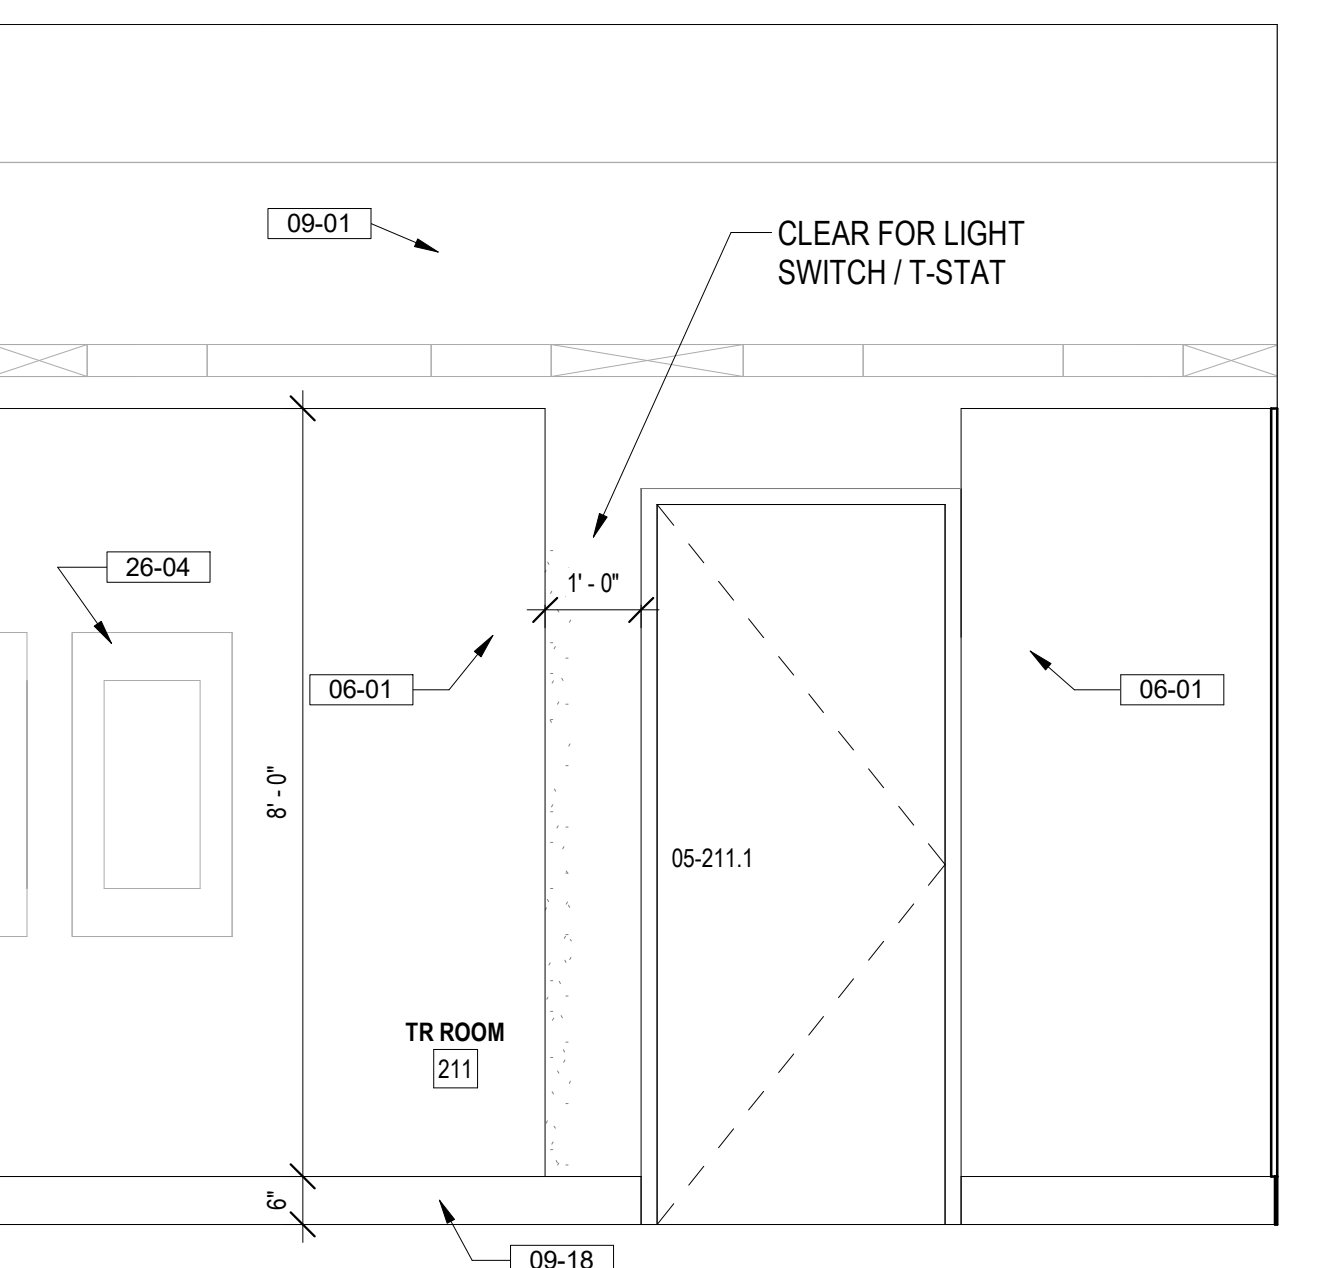 09-01
CLEAR FOR LIGHT
SWITCH / T-STAT
26-04
1' - 0"
06-01
06-01
8' - 0"
05-211.1
TR ROOM
211
6"
09-18